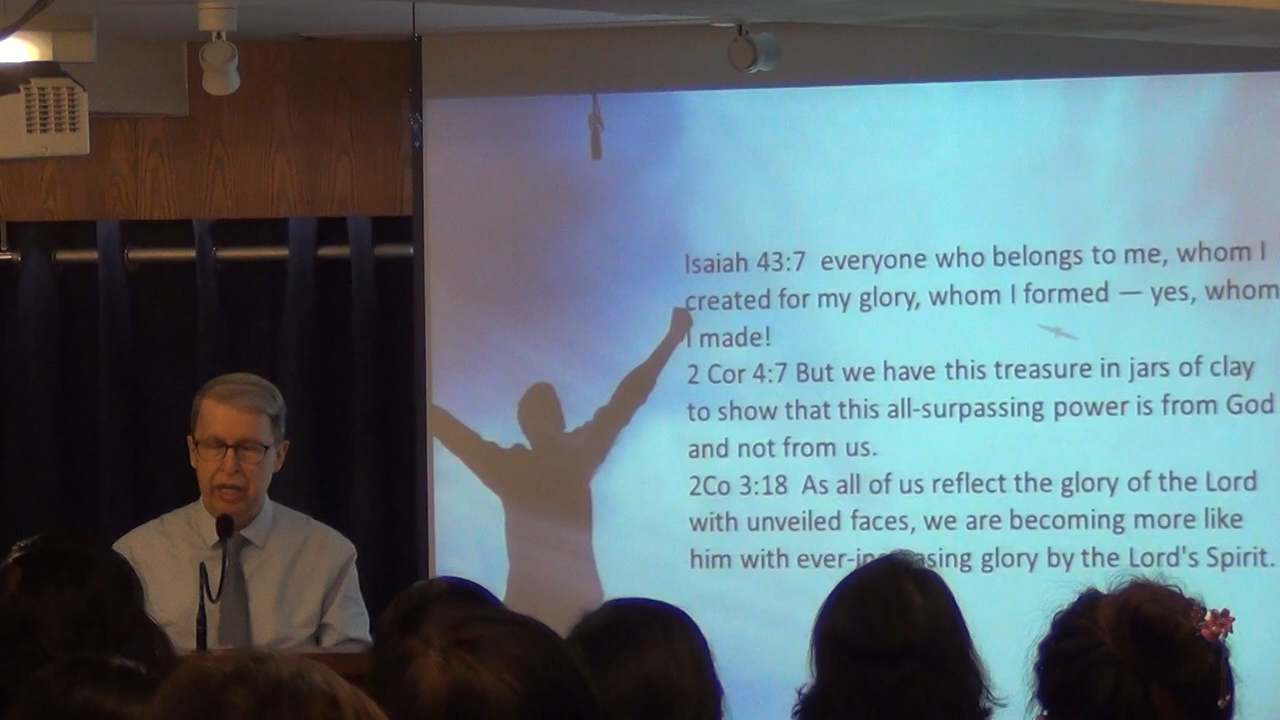 Isaiah 43:7 everyone who belongs to me, whom I
created for my glory, whom I formed — yes, whom
I made!
2 Cor 4:7 But we have this treasure in jars of clay
to show that this all-surpassing power is from God
and not from us.
2Co 3:18 As all of us reflect the glory of the Lord
with unveiled faces, we are becoming more like
him with ever-increasing glory by the Lord's Spirit.